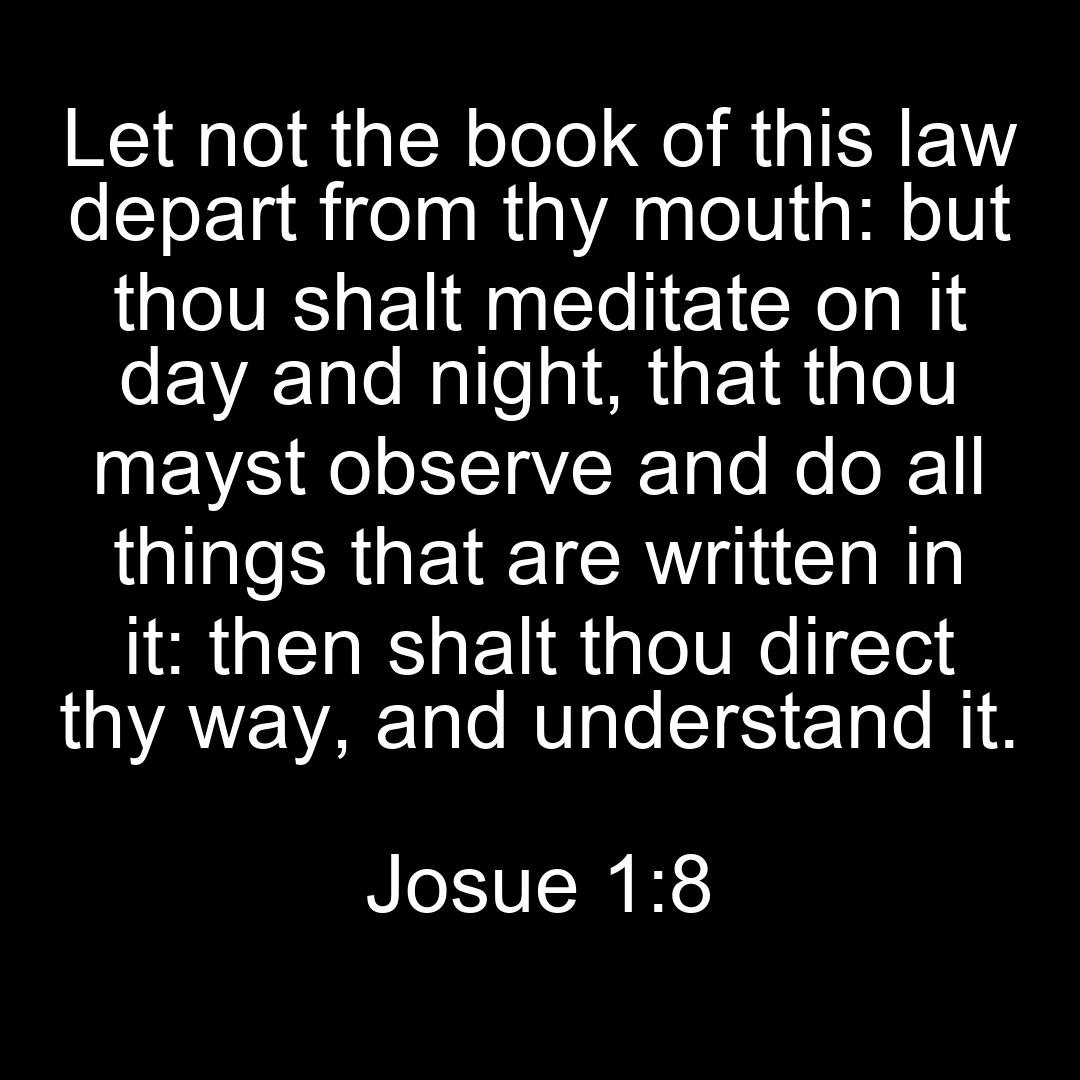 Let not the book of this law
depart from thy mouth: but
thou shalt meditate on it
day and night, that thou
mayst observe and do all
things that are written in
it: then shalt thou direct
thy way, and understand it.
Josue 1:8